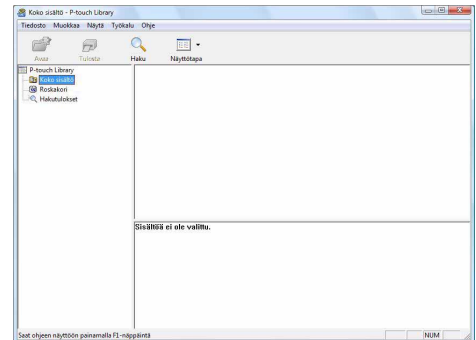 Koko sisältö - P-touch Library
Tiedosto Muokkaa Näytä Työkalu Ohje
Avaa Tulosta Haku Näyttötapa
P-touch Library
Koko sisältö
Roskakori
Hakutulokset
Sisältöä ei ole valittu.
Saat ohjeen näyttöön painamalla F1-näppäintä
NUM